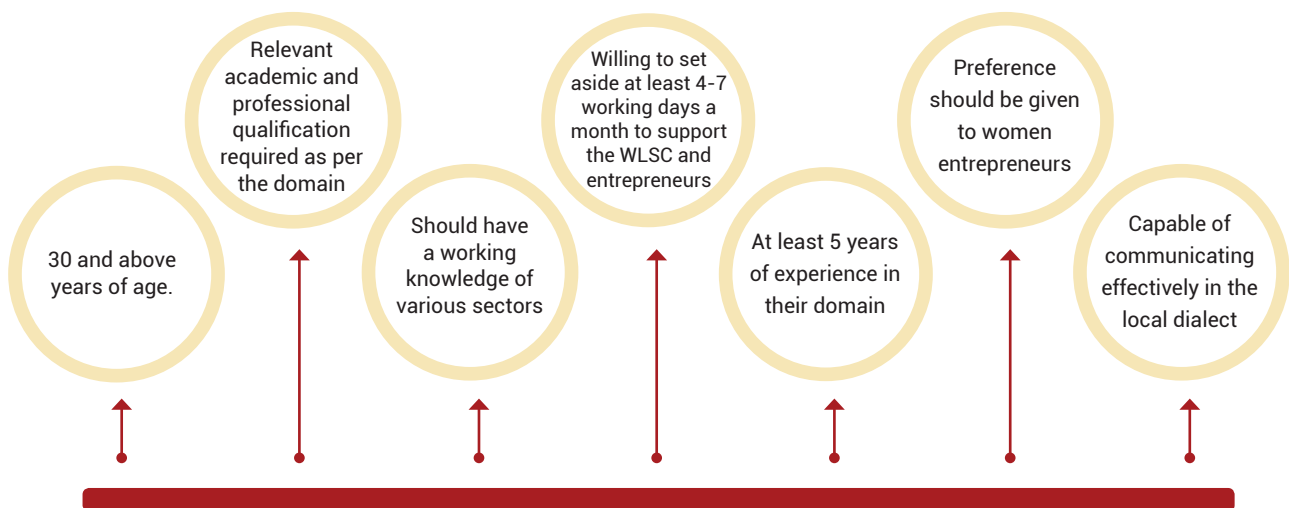 30 and above
years of age.
Relevant
academic and
professional
qualification
required as per
the domain
Should have
a working
knowledge of
various sectors
Willing to set
aside at least 4-7
working days a
month to support
the WLSC and
entrepreneurs
At least 5 years
of experience in
their domain
Preference
should be given
to women
entrepreneurs
Capable of
communicating
effectively in the
local dialect